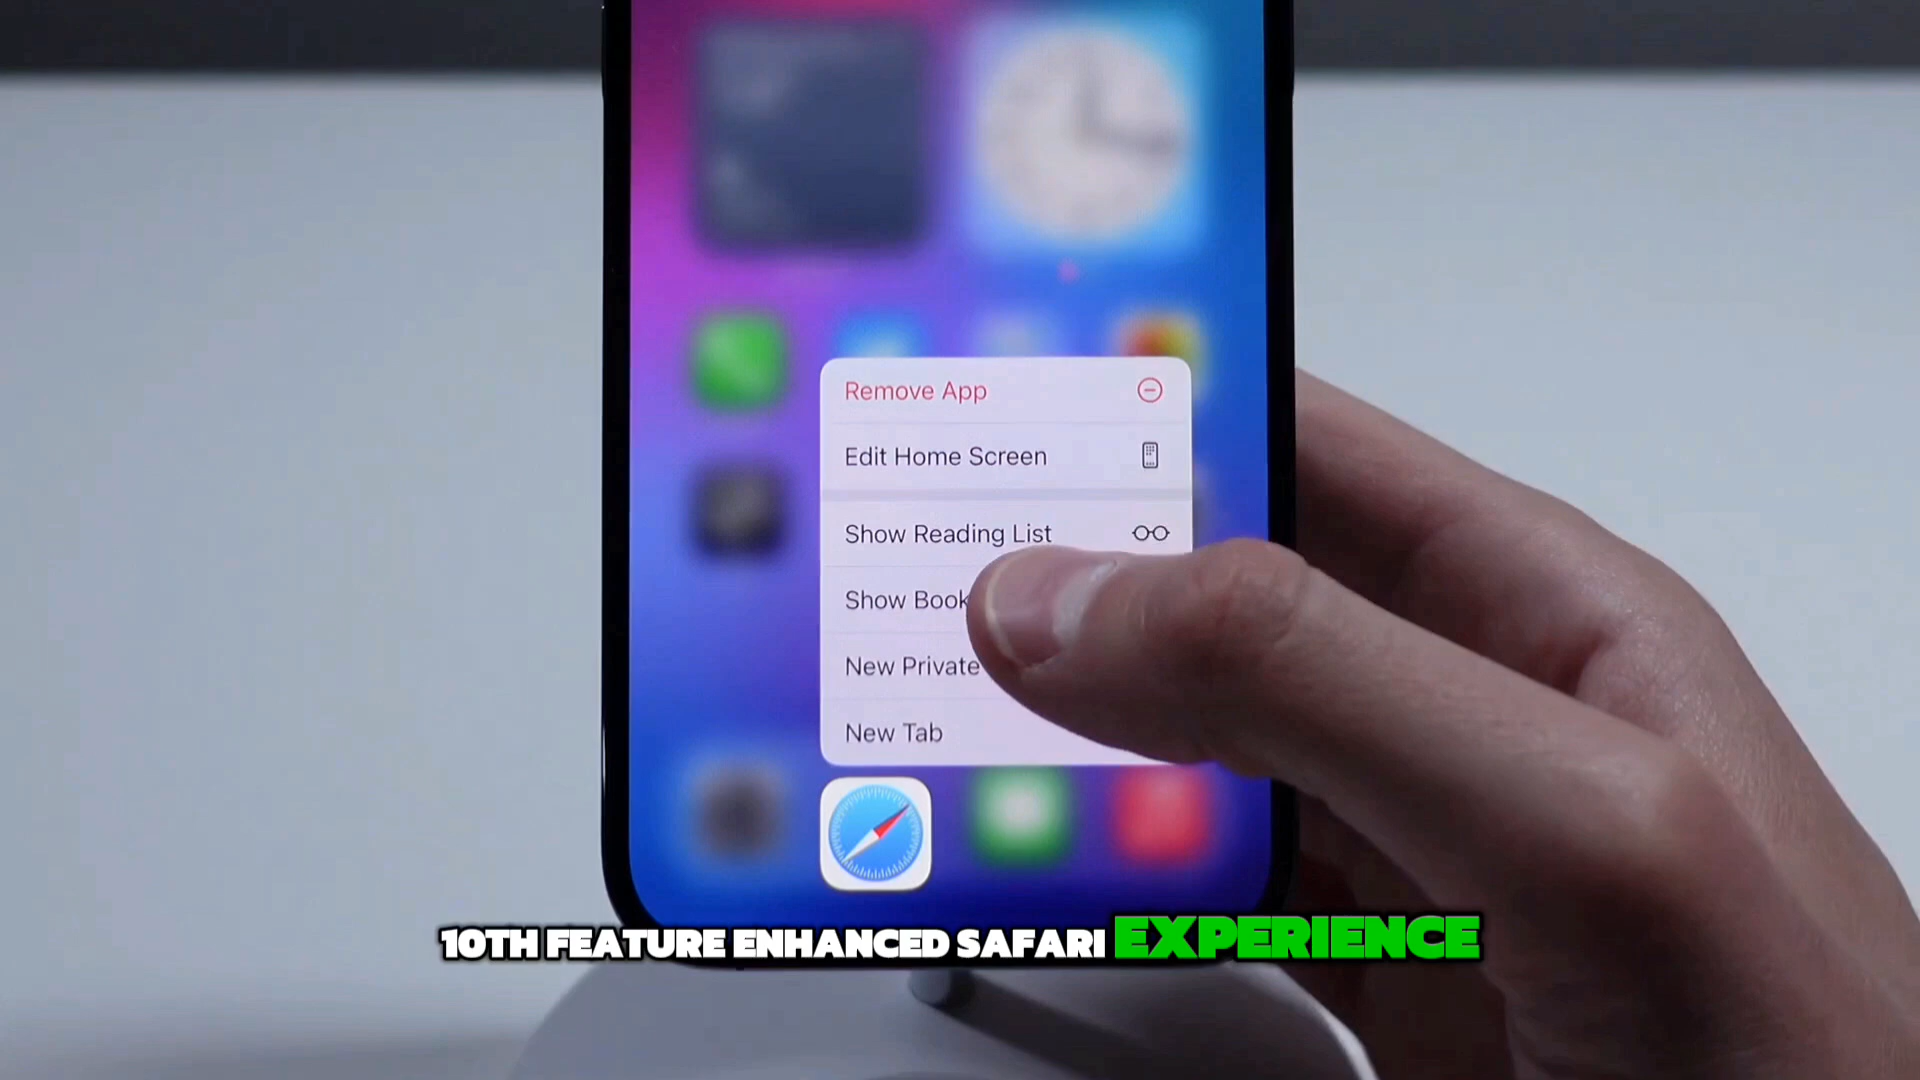 Remove App
Edit Home Screen
Show Reading List
Show Book
New Private
New Tab
10TH FEATURE ENHANCED SAFARI EXPERIENCE